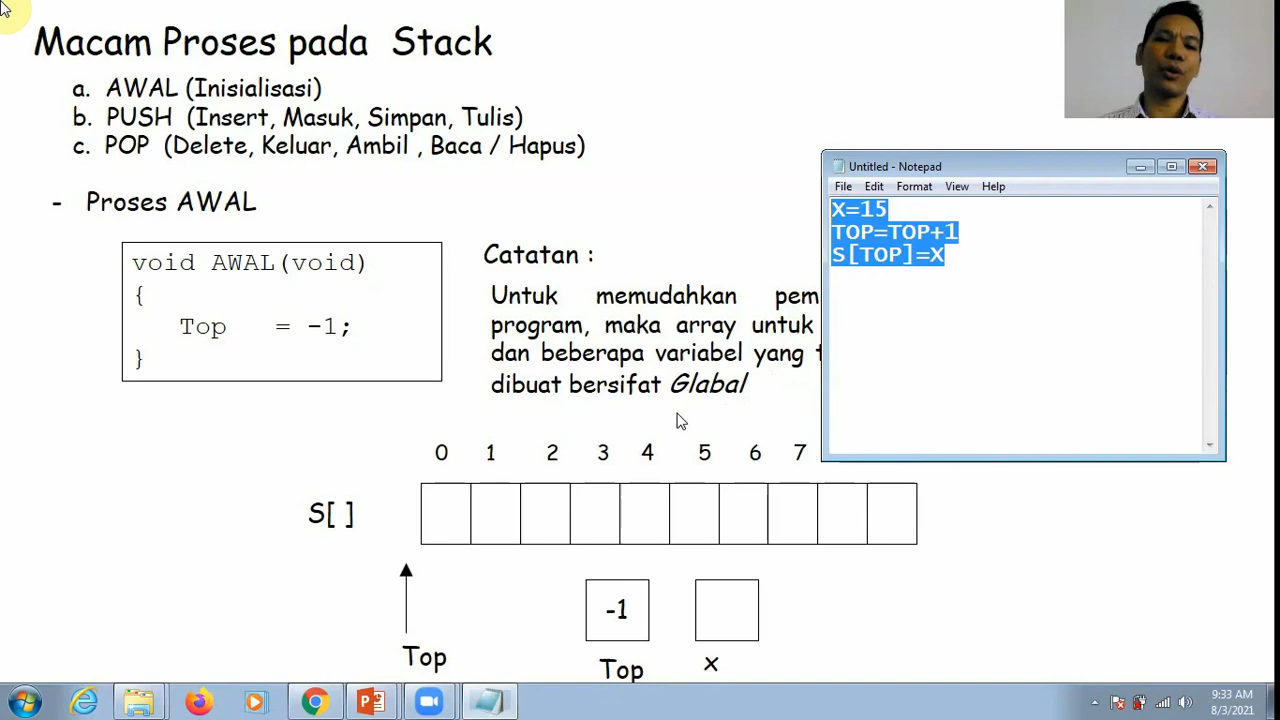 Macam Proses pada Stack
a. AWAL (Inisialisasi)
b. PUSH (Insert, Masuk, Simpan, Tulis)
c. POP (Delete, Keluar, Ambil , Baca / Hapus)
- Proses AWAL
void AWAL(void)
{
Top = -1;
}
Catatan :
Untuk memudahkan pem
program, maka array untuk
dan beberapa variabel yang t
dibuat bersifat Glabal
Untitled - Notepad
File Edit Format View Help
X=15
TOP=TOP+1
S[TOP]=X
0 1 2 3 4 5 6 7
S[ ]
-1
Top
Top
x
9:33 AM
8/3/2021